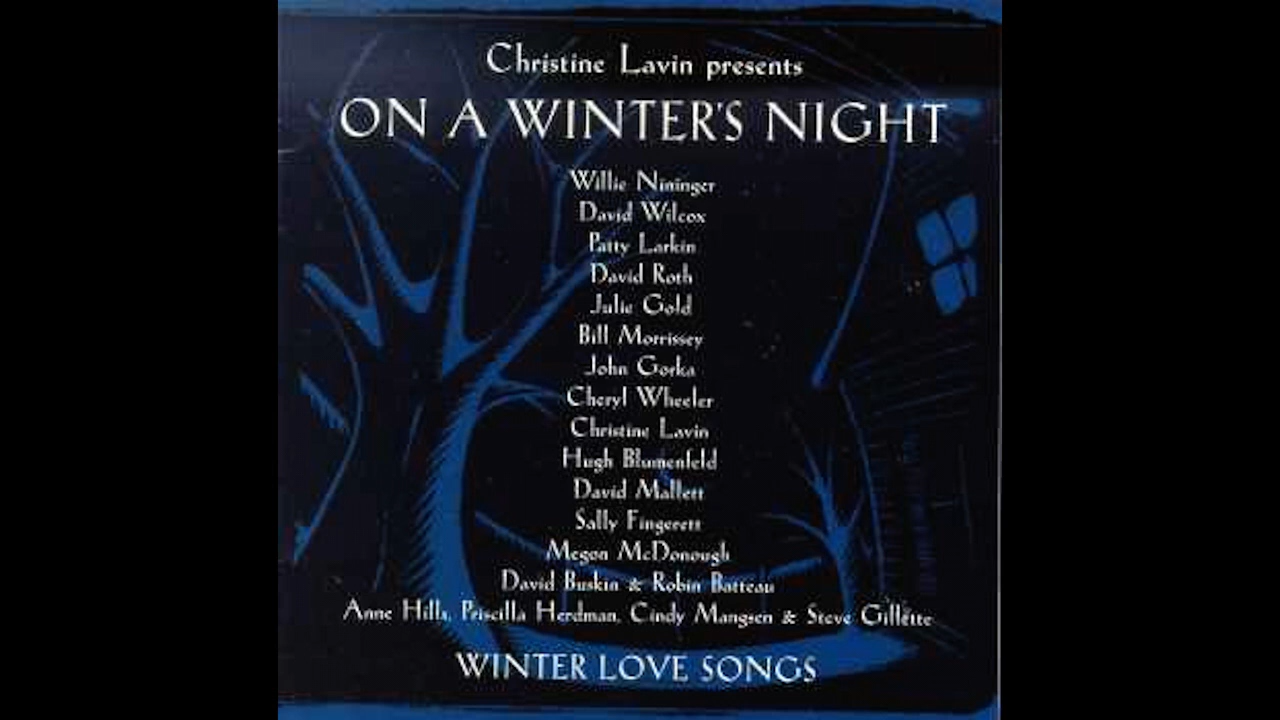 Christine Lavin presents
ON A WINTER'S NIGHT
Willie Nininger
David Wilcox
Patty Larkin
David Roth
Julie Gold
Bill Morrissey
John Gorka
Cheryl Wheeler
Christine Lavin
Hugh Blumenfeld
David Mallett
Sally Fingerett
Megon McDonough
David Buskin & Robin Batteau
Anne Hills, Priscilla Herdman, Cindy Mangsen & Steve Gillette
WINTER LOVE SONGS